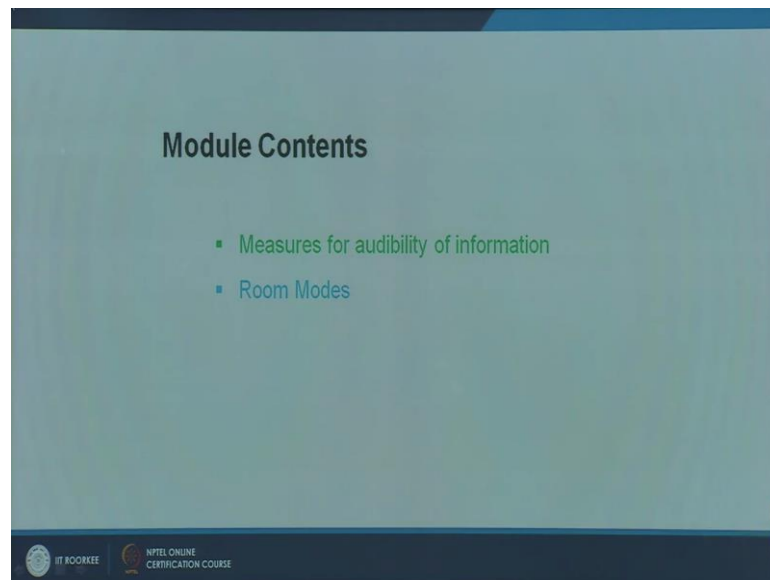 Module Contents
▪ Measures for audibility of information
▪ Room Modes
IIT ROORKEE
NPTEL ONLINE
CERTIFICATION COURSE